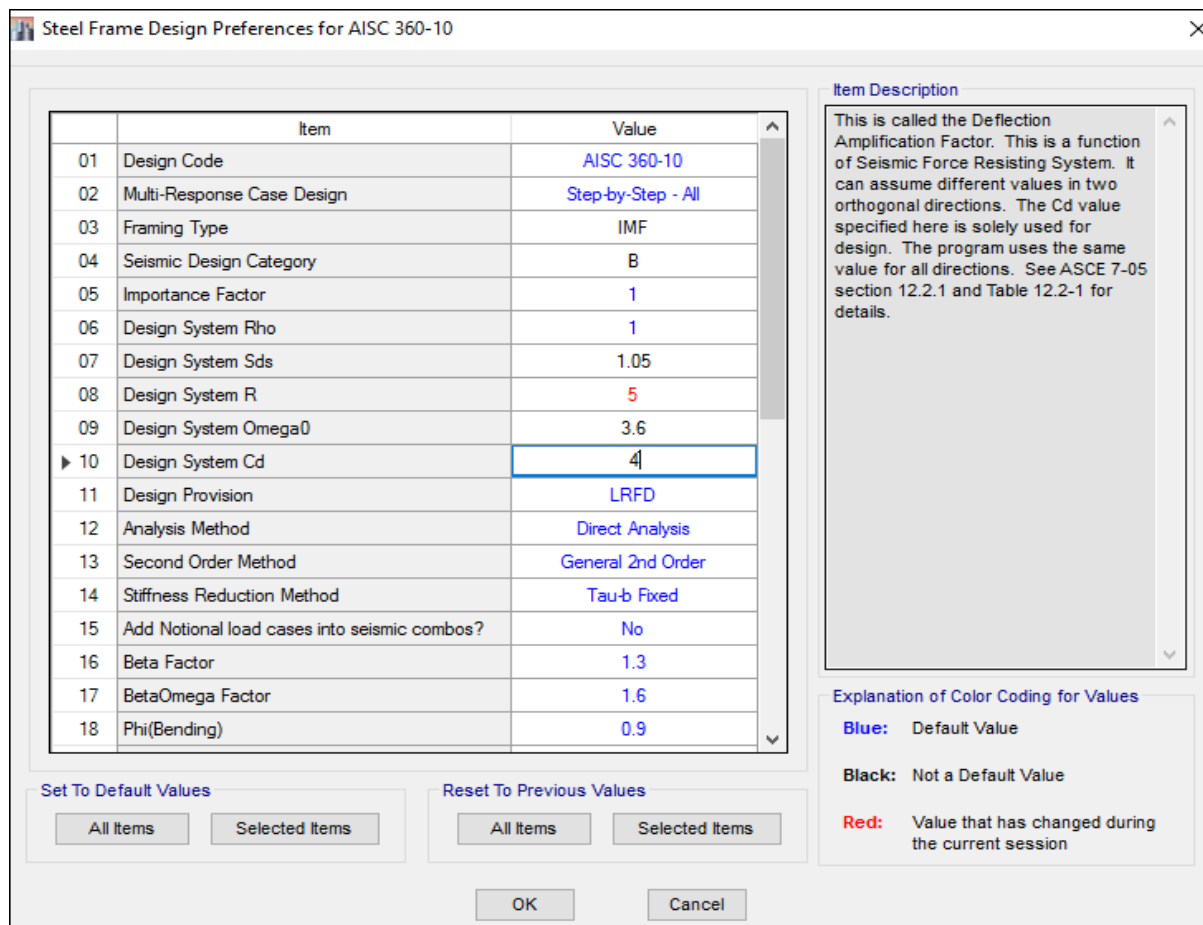 Steel Frame Design Preferences for AISC 360-10
Item Value
01 Design Code AISC 360-10
02 Multi-Response Case Design Step-by-Step - All
03 Framing Type IMF
04 Seismic Design Category B
05 Importance Factor 1
06 Design System Rho 1
07 Design System Sds 1.05
08 Design System R 5
09 Design System Omega0 3.6
10 Design System Cd 4
11 Design Provision LRFD
12 Analysis Method Direct Analysis
13 Second Order Method General 2nd Order
14 Stiffness Reduction Method Tau-b Fixed
15 Add Notional load cases into seismic combos? No
16 Beta Factor 1.3
17 BetaOmega Factor 1.6
18 Phi(Bending) 0.9
Set To Default Values
All Items Selected Items
Reset To Previous Values
All Items Selected Items
Item Description
This is called the Deflection
Amplification Factor. This is a function
of Seismic Force Resisting System. It
can assume different values in two
orthogonal directions. The Cd value
specified here is solely used for
design. The program uses the same
value for all directions. See ASCE 7-05
section 12.2.1 and Table 12.2-1 for
details.
Explanation of Color Coding for Values
Blue: Default Value
Black: Not a Default Value
Red: Value that has changed during
the current session
OK Cancel